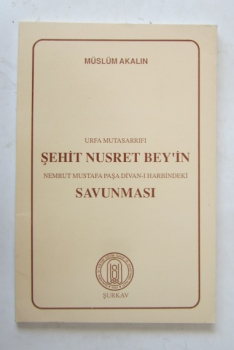 MÜSLÜM AKALIN
URFA MUTASARRIFI
ŞEHİT NUSRET BEY'İN
NEMRUT MUSTAFA PAŞA DİVAN-I HARBİNDEKİ
SAVUNMASI
ŞURKAV